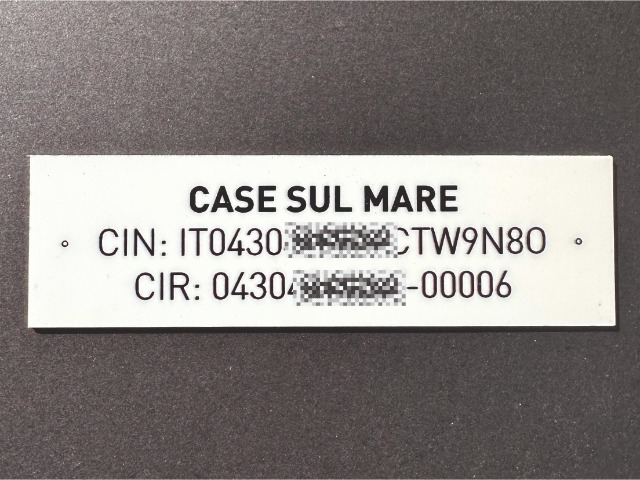 CASE SUL MARE
CIN: IT0430 CTW9N8O
CIR: 0430 -00006